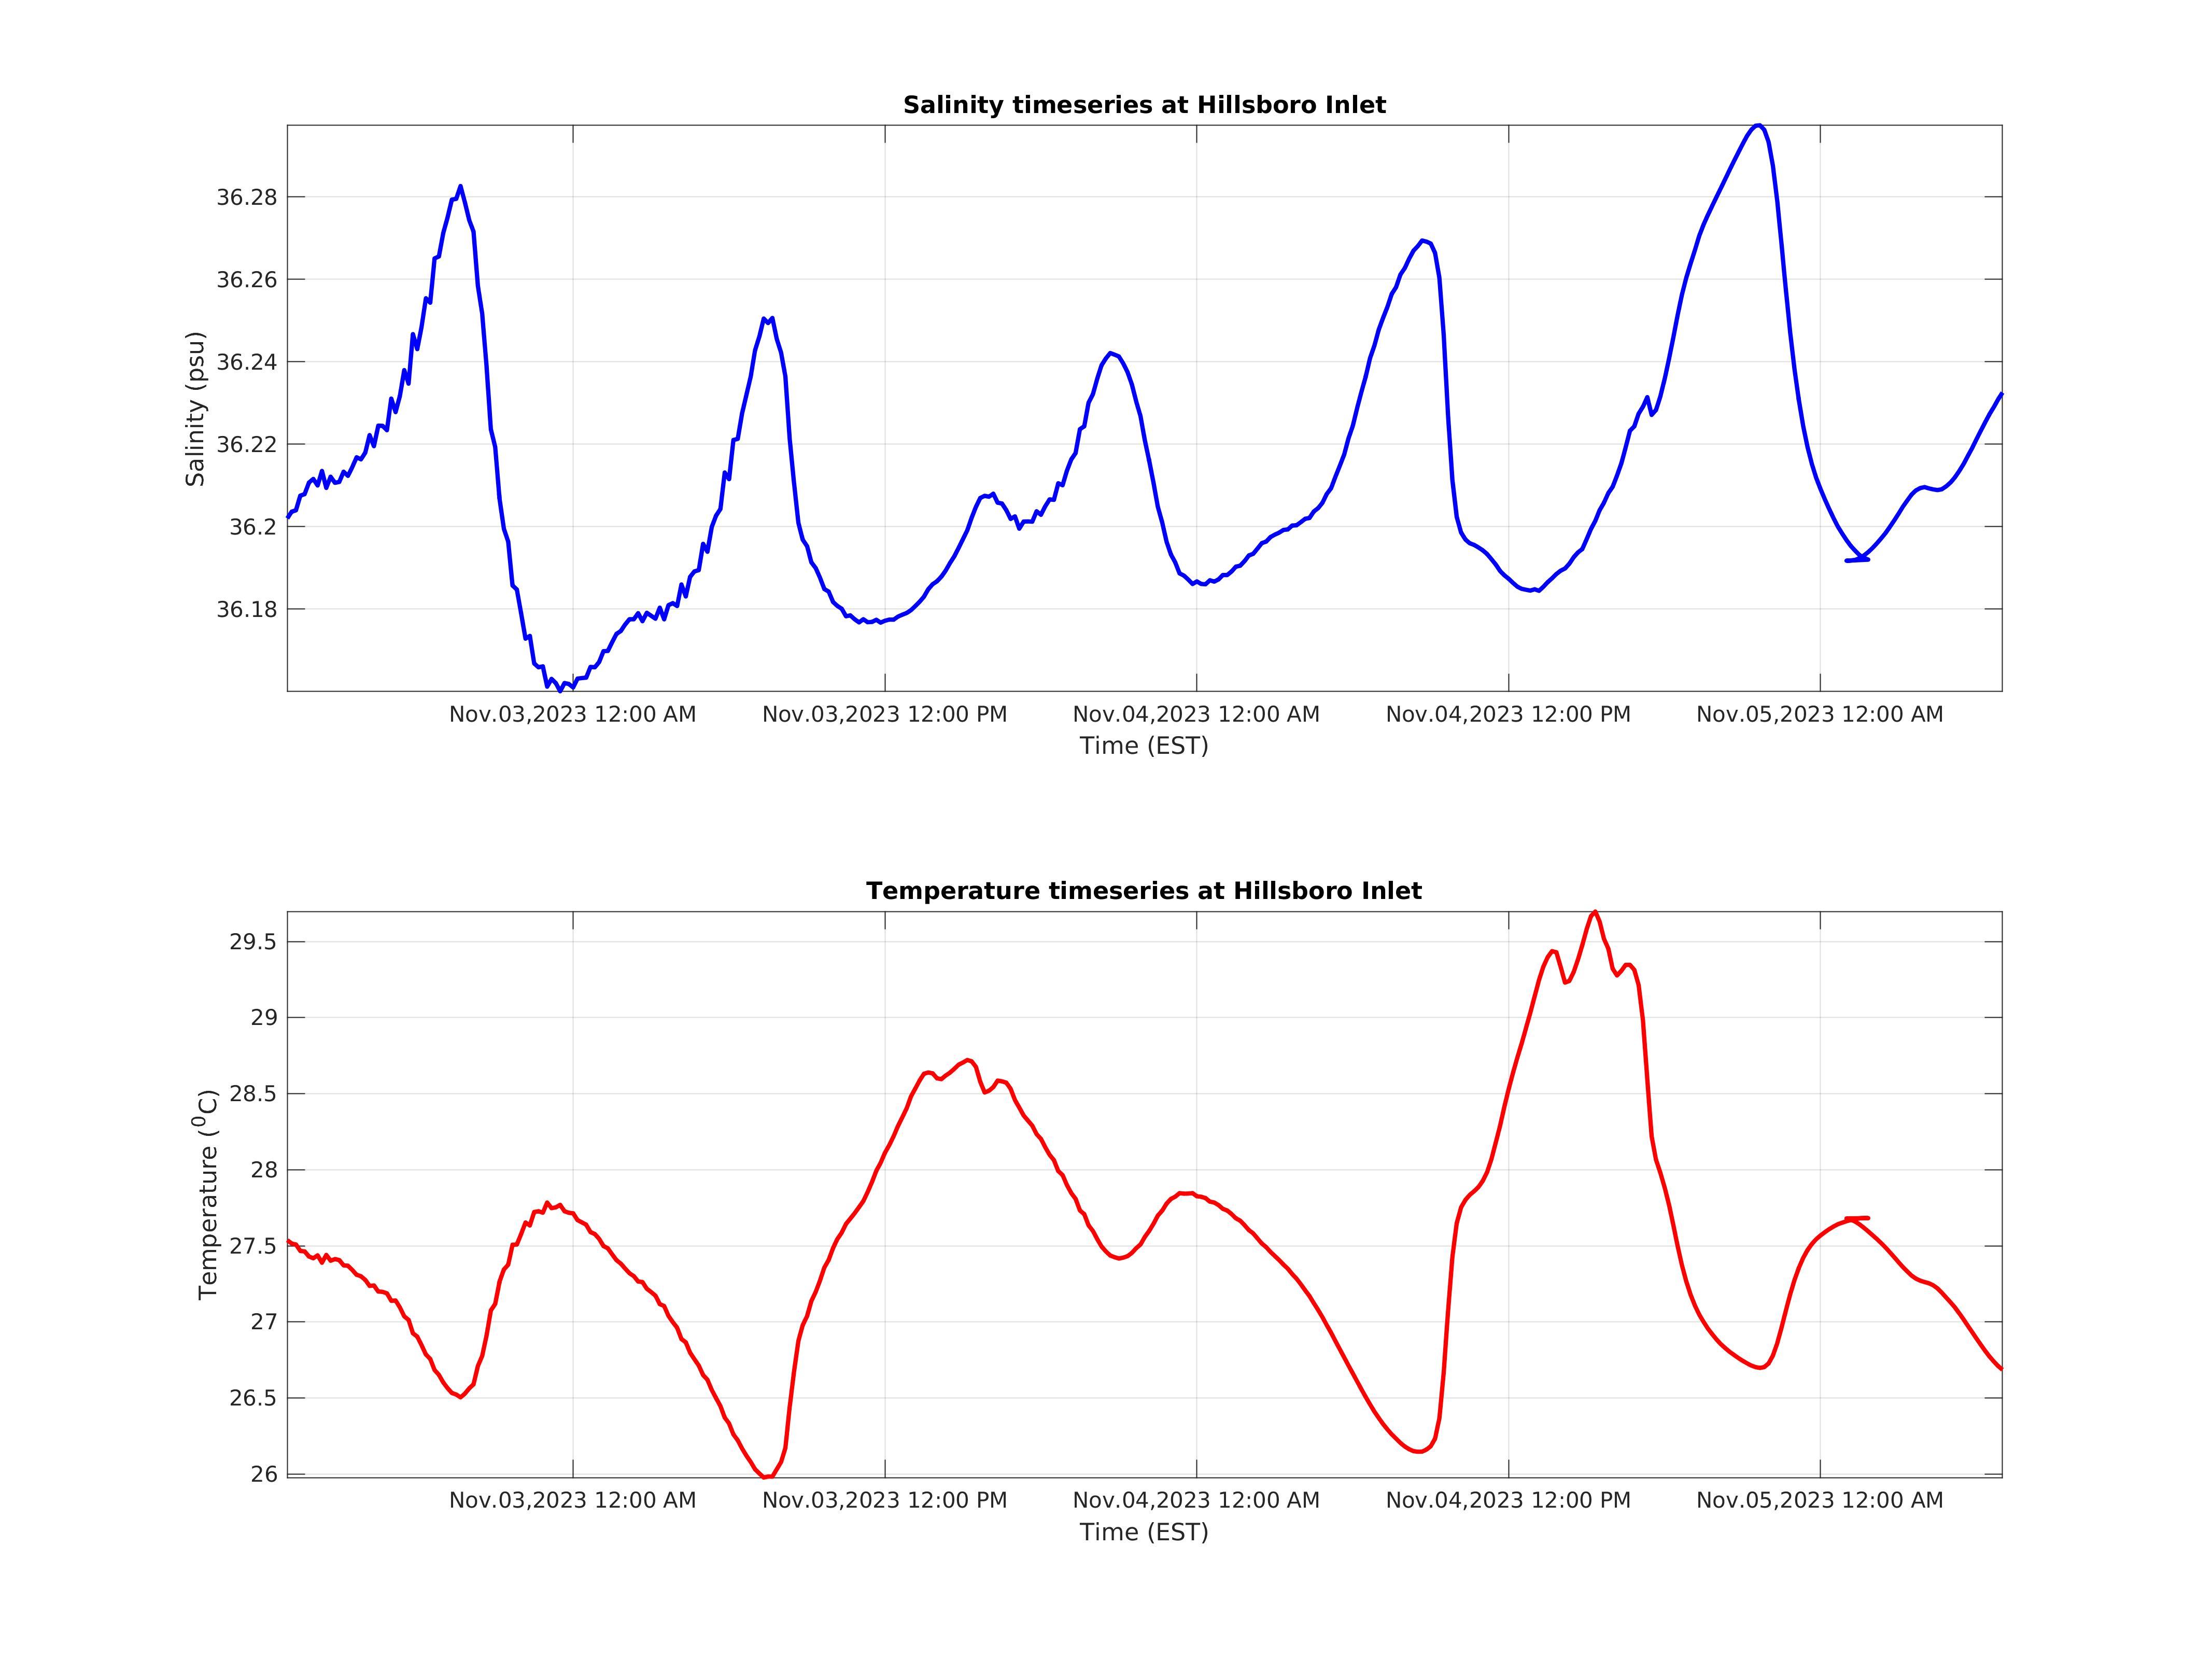 Salinity timeseries at Hillsboro Inlet
Salinity (psu)
36.28
36.26
36.24
36.22
36.2
36.18
Nov.03,2023 12:00 AM
Nov.03,2023 12:00 PM
Nov.04,2023 12:00 AM
Nov.04,2023 12:00 PM
Nov.05,2023 12:00 AM
Time (EST)
Temperature timeseries at Hillsboro Inlet
Temperature (⁰C)
29.5
29
28.5
28
27.5
27
26.5
26
Nov.03,2023 12:00 AM
Nov.03,2023 12:00 PM
Nov.04,2023 12:00 AM
Nov.04,2023 12:00 PM
Nov.05,2023 12:00 AM
Time (EST)